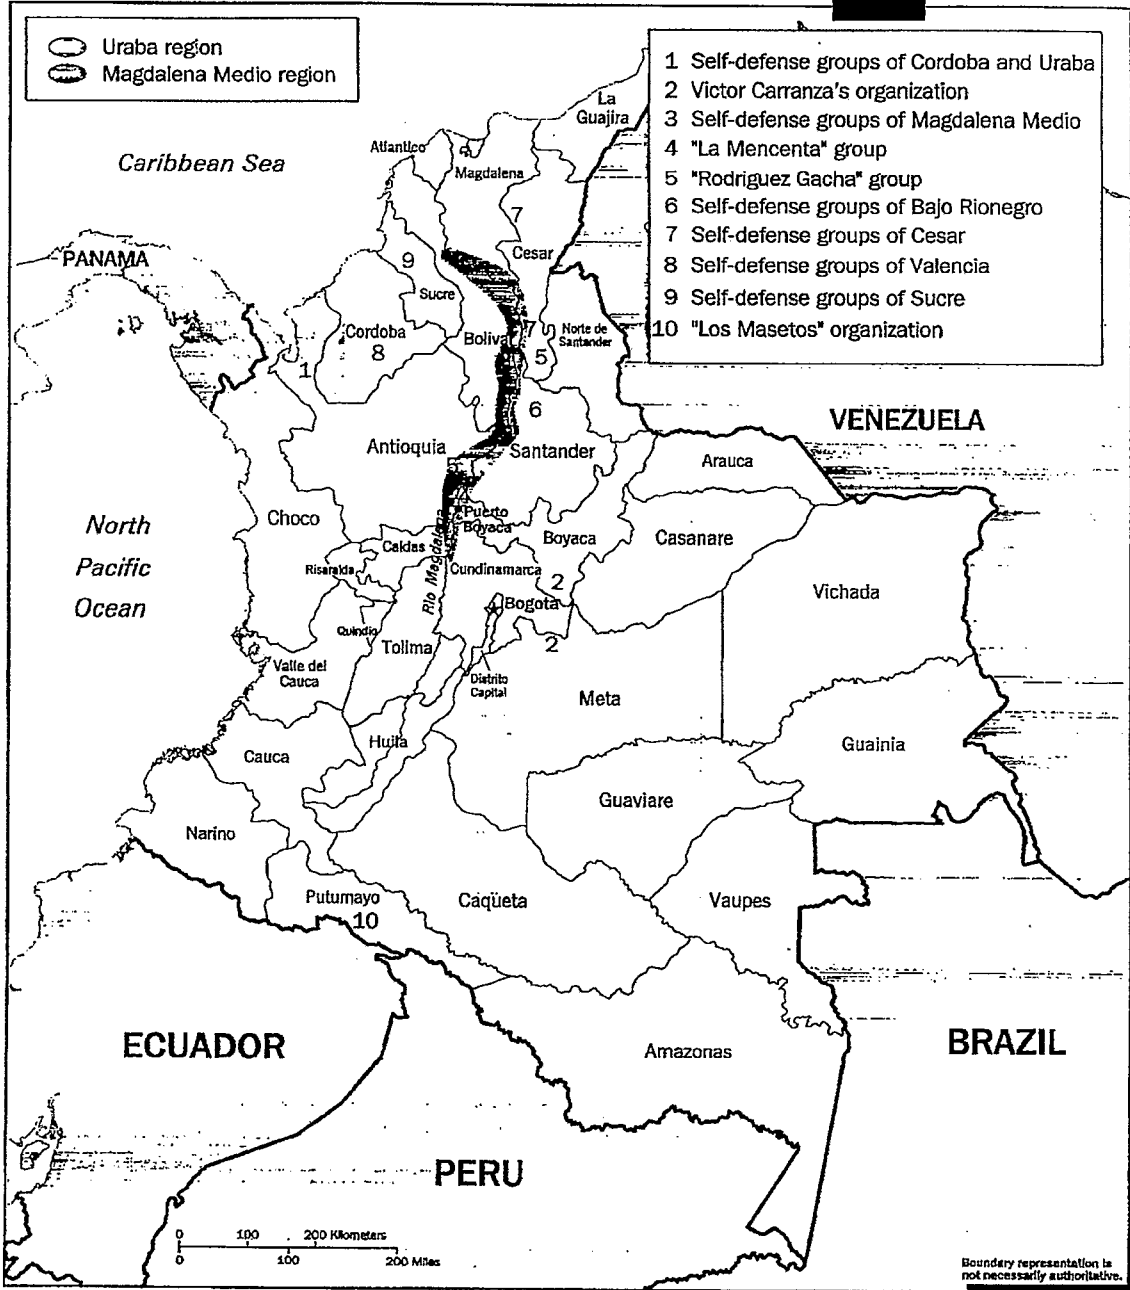 Uraba region
Magdalena Medio region
1 Self-defense groups of Cordoba and Uraba
2 Victor Carranza's organization
3 Self-defense groups of Magdalena Medio
4 "La Mencenta" group
5 "Rodriguez Gacha" group
6 Self-defense groups of Bajo Rionegro
7 Self-defense groups of Cesar
8 Self-defense groups of Valencia
9 Self-defense groups of Sucre
10 "Los Masetos" organization
La
Guajira
Atlantico
Caribbean Sea
Magdalena
7
Cesar
PANAMA
9
Sucre
Cordoba
8
Bolivar
7
Norte de
Santander
5
1
6
VENEZUELA
Antioquia
Santander
Arauca
Choco
Puerto
Boyaca
North
Pacific
Ocean
Boyaca
Casanare
Caldas
Risaralda
Rio Magdalena
Cundinamarca
2
Vichada
Bogota
Quindio
Tolima
2
Valle del
Cauca
Distrito
Capital
Meta
Cauca
Huila
Guainia
Guaviare
Narino
Putumayo
10
Caqueta
Vaupes
ECUADOR
BRAZIL
Amazonas
PERU
0 100 200 Kilometers
0 100 200 Miles
Boundary representation is
not necessarily authoritative.